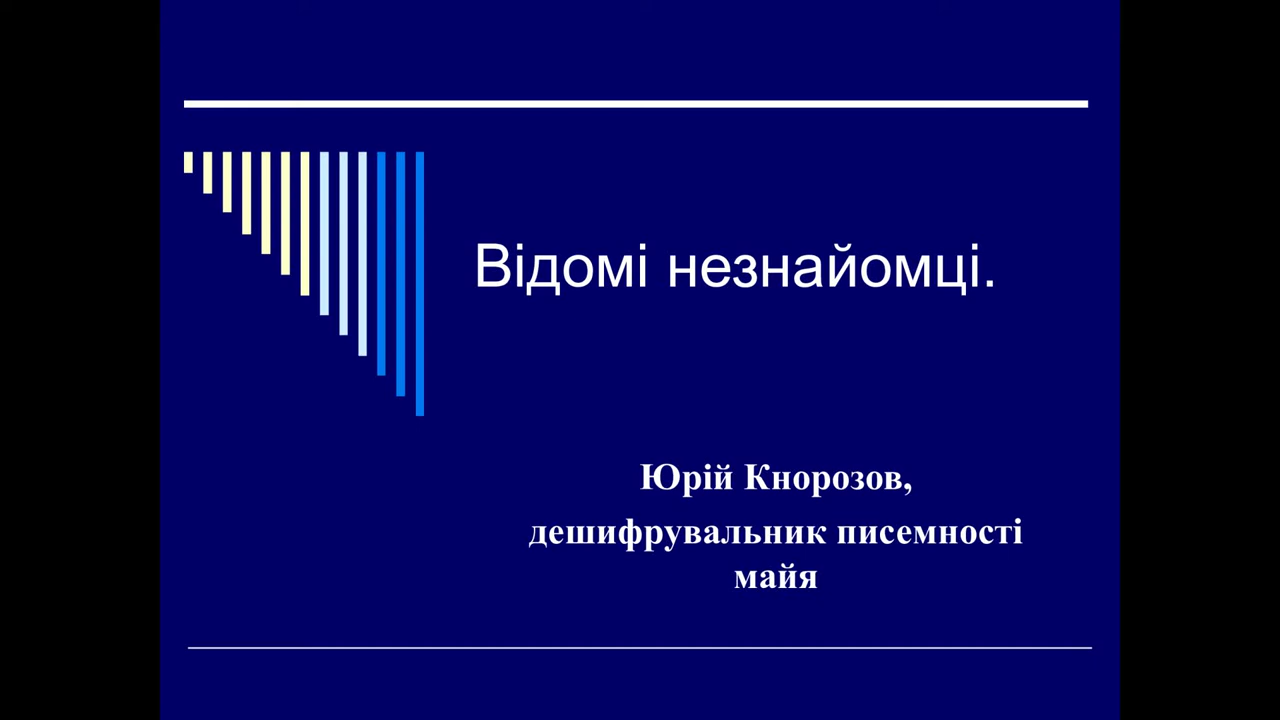 Відомі незнайомці.
Юрій Кнорозов,
дешифрувальник писемності
майя